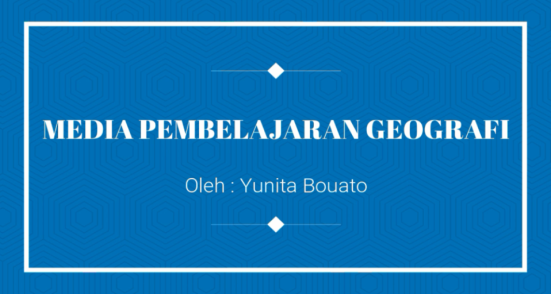 MEDIA PEMBELAJARAN GEOGRAFI
Oleh : Yunita Bouato